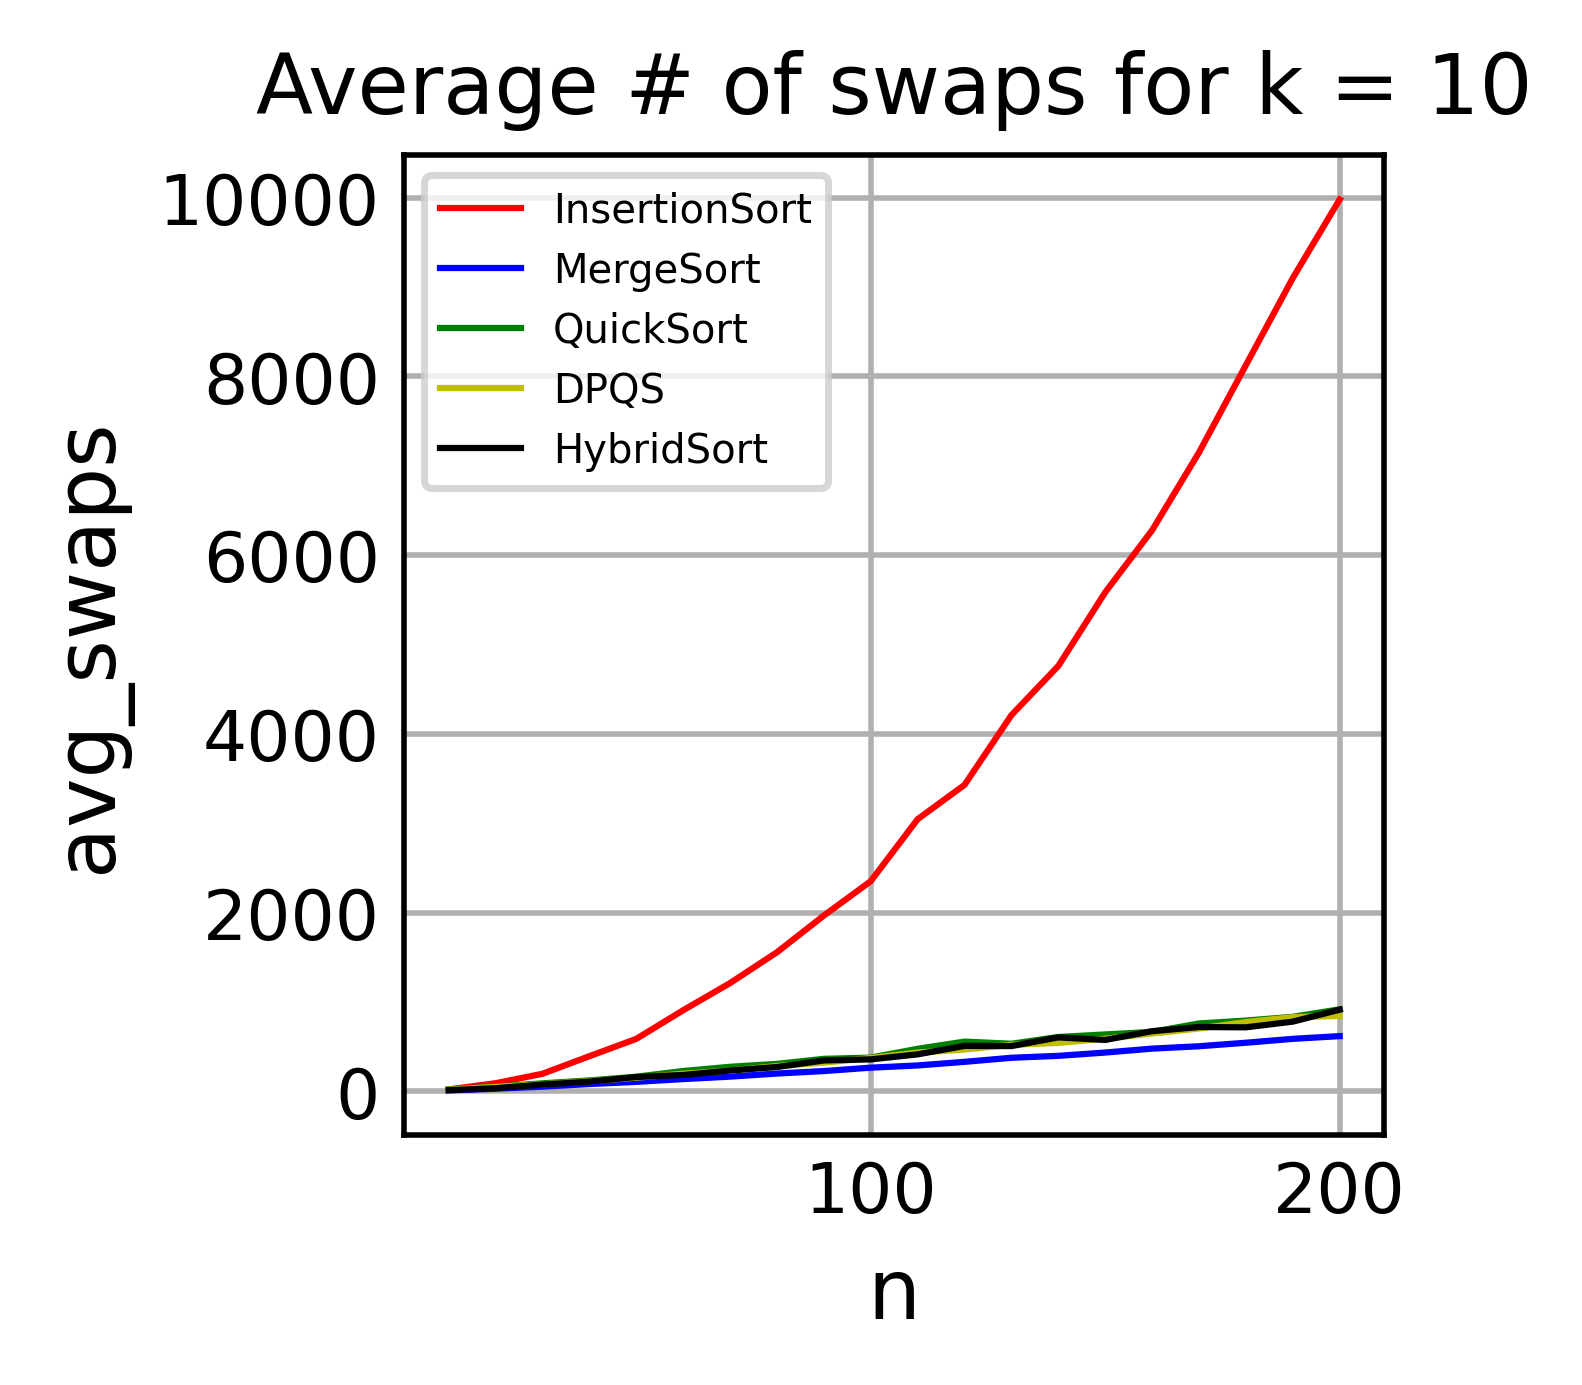 Average # of swaps for k = 10
avg_swaps
10000
8000
6000
4000
2000
0
InsertionSort
MergeSort
QuickSort
DPQS
HybridSort
100
200
n